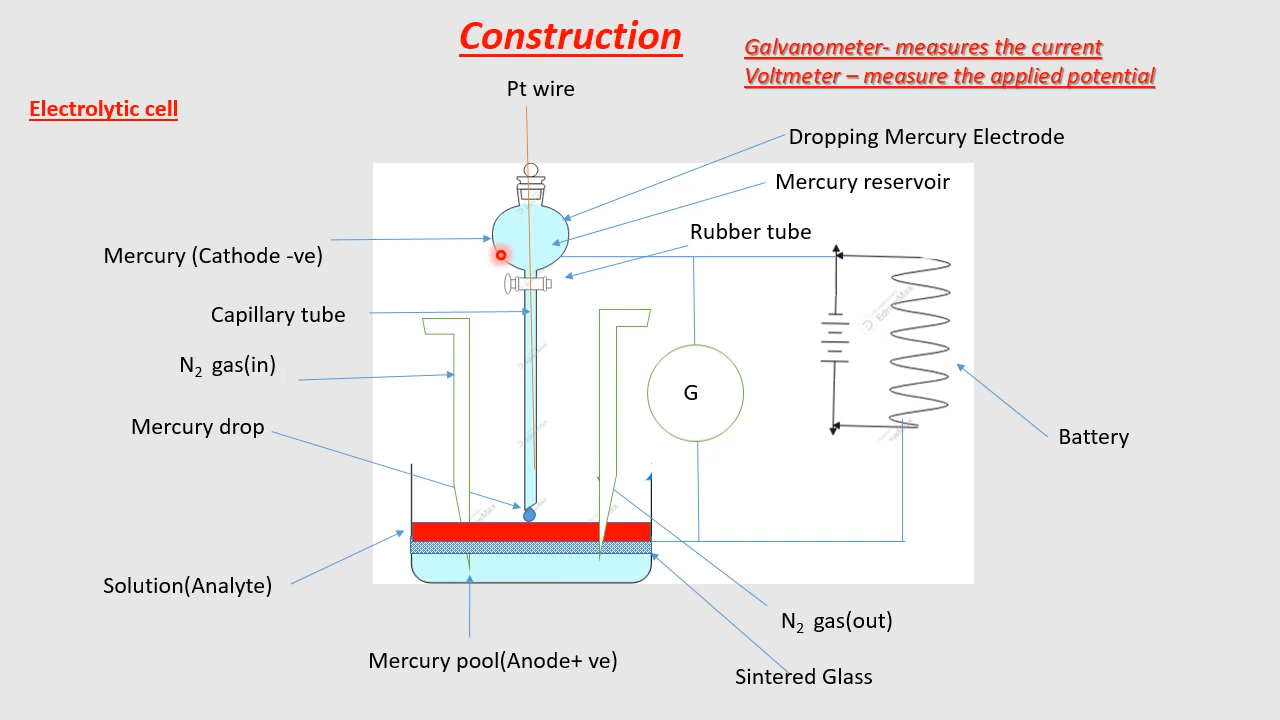 Construction
Galvanometer- measures the current
Voltmeter – measure the applied potential
Pt wire
Electrolytic cell
Dropping Mercury Electrode
Mercury reservoir
Rubber tube
Mercury (Cathode -ve)
Capillary tube
N₂ gas(in)
G
Mercury drop
Battery
Solution(Analyte)
N₂ gas(out)
Mercury pool(Anode+ ve)
Sintered Glass